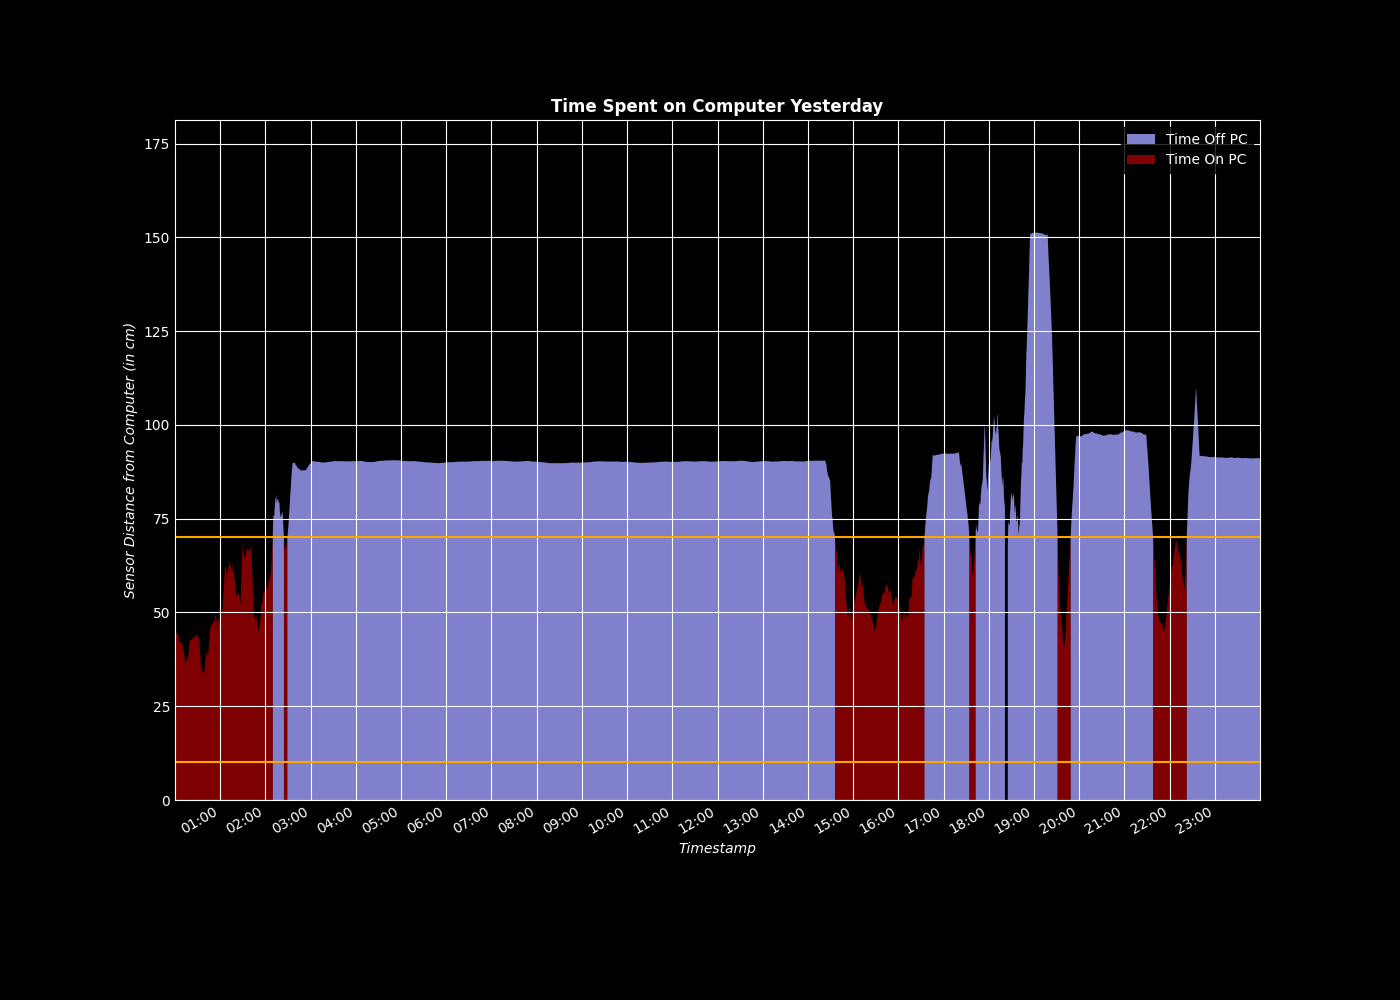 Time Spent on Computer Yesterday
Time Off PC
Time On PC
175
150
125
100
75
50
25
0
Sensor Distance from Computer (in cm)
01:00 02:00 03:00 04:00 05:00 06:00 07:00 08:00 09:00 10:00 11:00 12:00 13:00 14:00 15:00 16:00 17:00 18:00 19:00 20:00 21:00 22:00 23:00
Timestamp